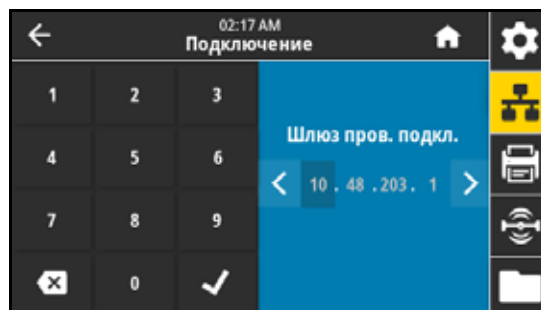 02:17 AM
Подключение
1 2 3
4 5 6
7 8 9
0
Шлюз пров. подкл.
10 . 48 . 203 . 1